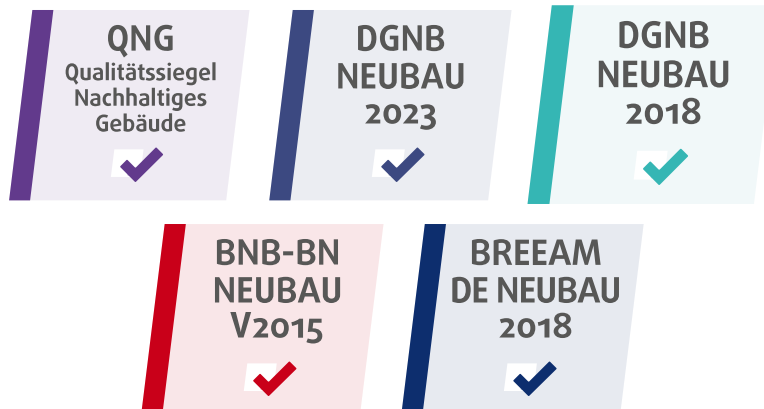 QNG
Qualitätssiegel
Nachhaltiges
Gebäude
DGNB
NEUBAU
2023
DGNB
NEUBAU
2018
BNB-BN
NEUBAU
V2015
BREEAM
DE NEUBAU
2018